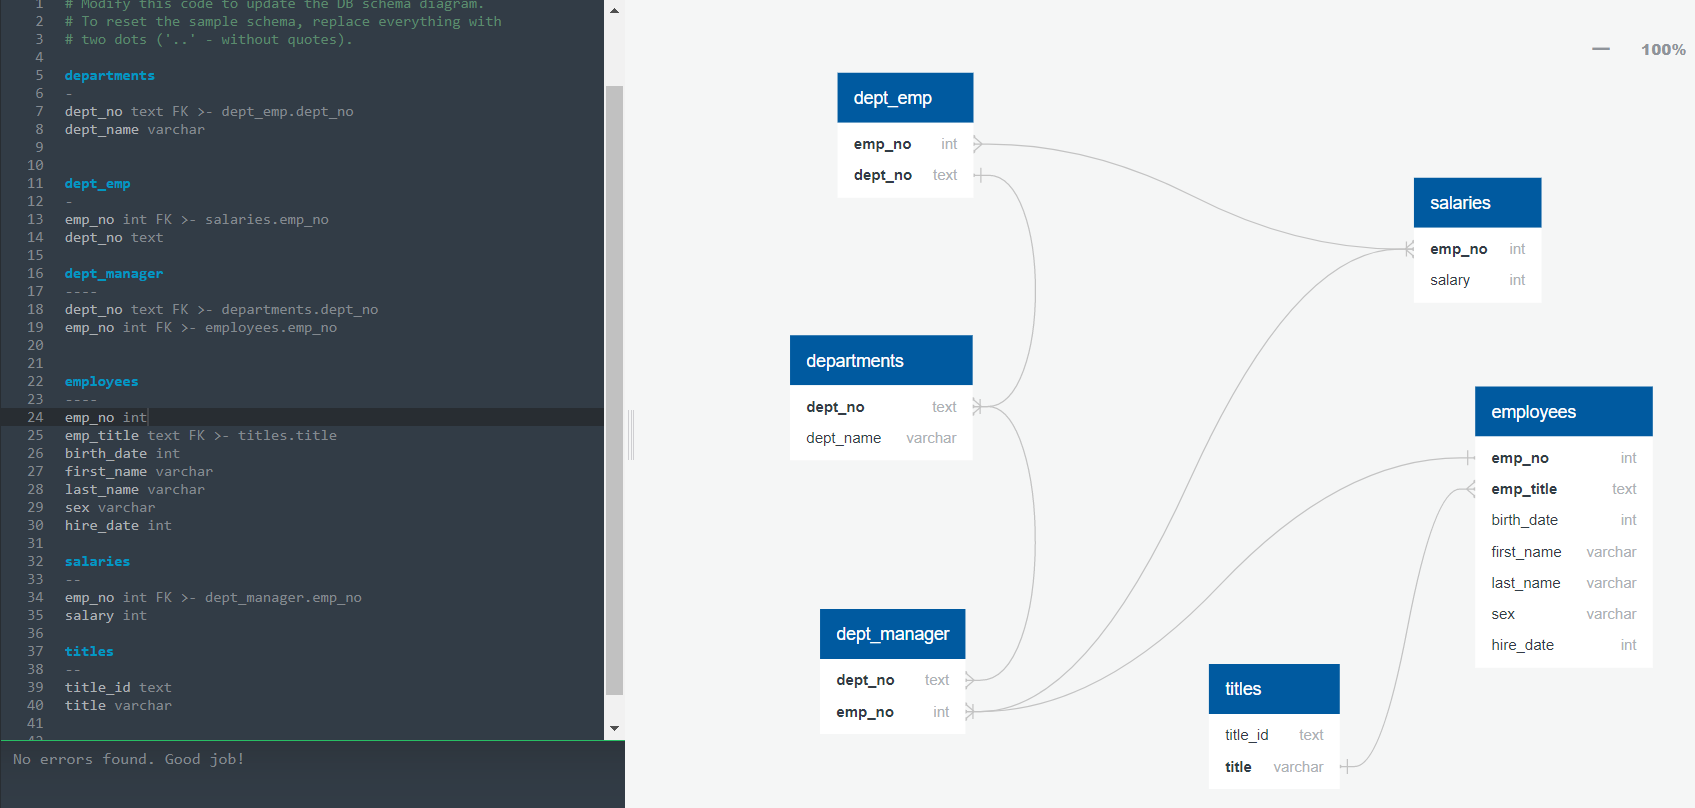 1 # Modify this code to update the DB schema diagram.
2 # To reset the sample schema, replace everything with
3 # two dots ('..' - without quotes).
4
5 departments
6 -
7 dept_no text FK >- dept_emp.dept_no
8 dept_name varchar
9
10
11 dept_emp
12 -
13 emp_no int FK >- salaries.emp_no
14 dept_no text
15
16 dept_manager
17 ----
18 dept_no text FK >- departments.dept_no
19 emp_no int FK >- employees.emp_no
20
21
22 employees
23 ----
24 emp_no int
25 emp_title text FK >- titles.title
26 birth_date int
27 first_name varchar
28 last_name varchar
29 sex varchar
30 hire_date int
31
32 salaries
33 --
34 emp_no int FK >- dept_manager.emp_no
35 salary int
36
37 titles
38 --
39 title_id text
40 title varchar
41
42
No errors found. Good job!
100%
dept_emp
emp_no int
dept_no text
salaries
emp_no int
salary int
departments
dept_no text
dept_name varchar
employees
emp_no int
emp_title text
birth_date int
first_name varchar
last_name varchar
sex varchar
hire_date int
dept_manager
dept_no text
emp_no int
titles
title_id text
title varchar